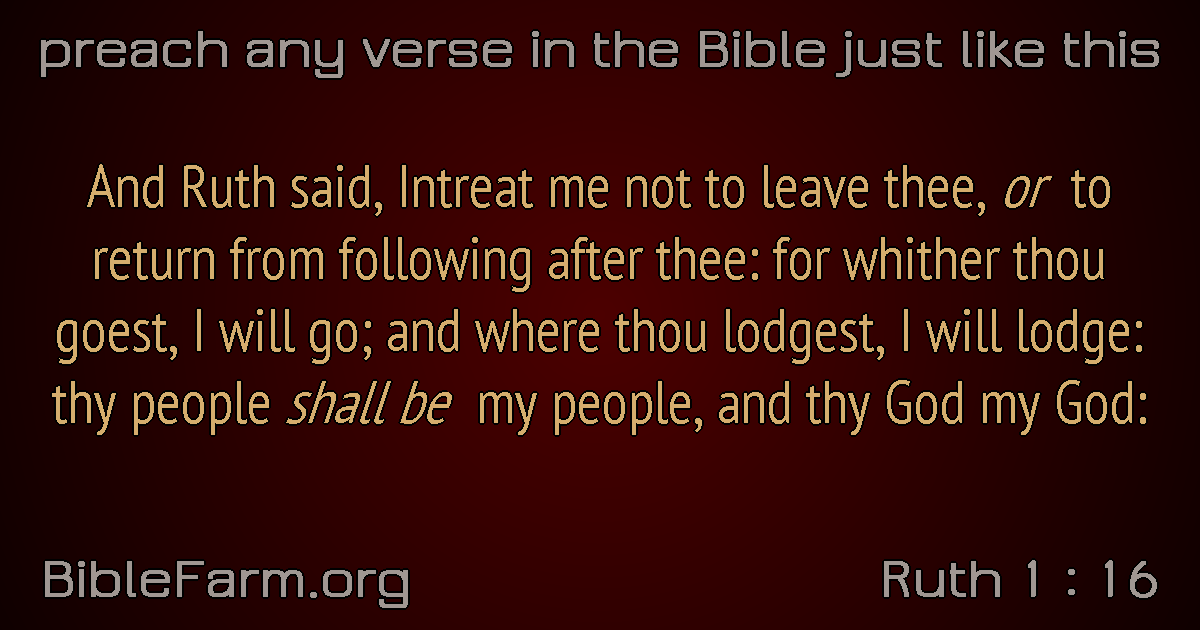 preach any verse in the Bible just like this
And Ruth said, Intreat me not to leave thee, or to
return from following after thee: for whither thou
goest, I will go; and where thou lodgest, I will lodge:
thy people shall be my people, and thy God my God:
BibleFarm.org
Ruth 1 : 16